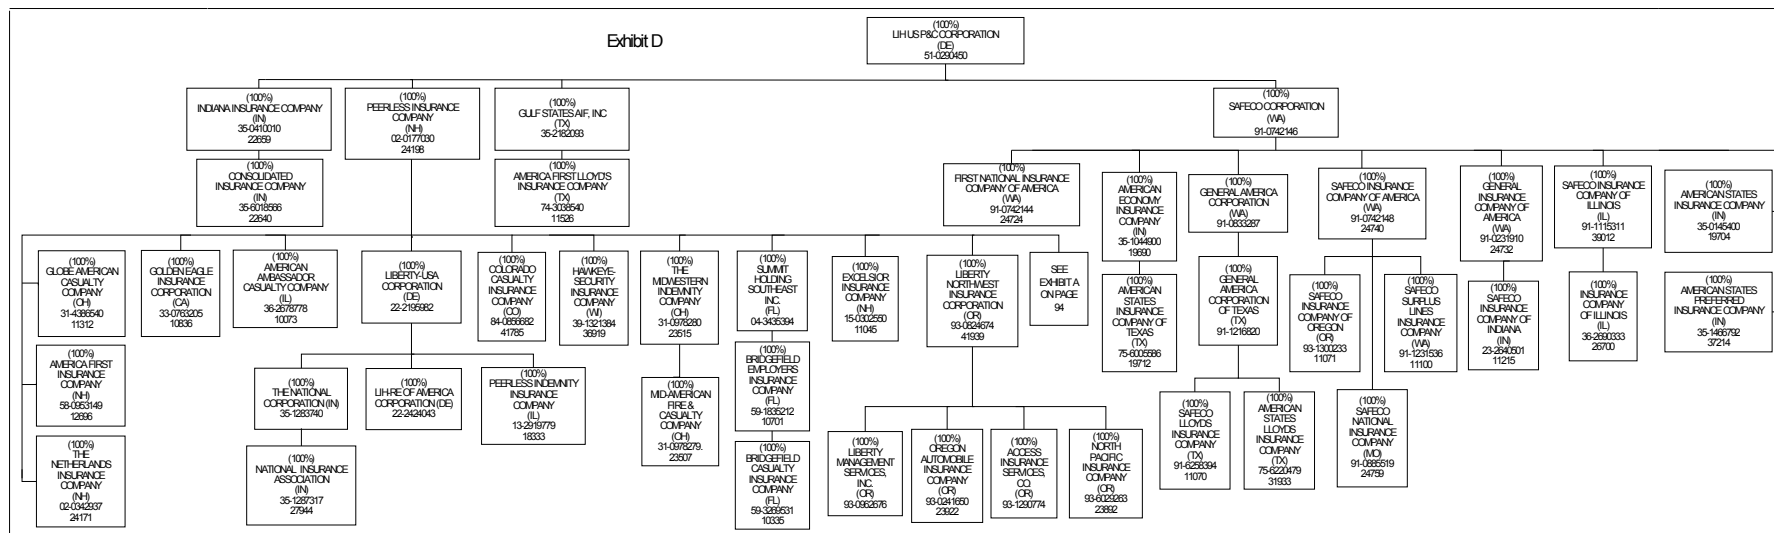 Exhibit D
(100%)
LIH US P&C CORPORATION
(DE)
51-0290450
(100%)
INDIANA INSURANCE COMPANY
(IN)
35-0410010
22659
(100%)
PEERLESS INSURANCE
COMPANY
(NH)
02-0177030
24198
(100%)
GULF STATES AIF, INC
(TX)
35-2182093
(100%)
SAFECO CORPORATION
(WA)
91-0742146
(100%)
CONSOLIDATED
INSURANCE COMPANY
(IN)
35-6018566
22640
(100%)
AMERICA FIRST LLOYD'S
INSURANCE COMPANY
(TX)
74-3038540
11526
(100%)
FIRST NATIONAL INSURANCE
COMPANY OF AMERICA
(WA)
91-0742144
24724
(100%)
AMERICAN
ECONOMY
INSURANCE
COMPANY
(IN)
35-1044900
19690
(100%)
GENERAL AMERICA
CORPORATION
(WA)
91-0833287
(100%)
SAFECO INSURANCE
COMPANY OF AMERICA
(WA)
91-0742148
24740
(100%)
GENERAL
INSURANCE
COMPANY OF
AMERICA
(WA)
91-0231910
24732
(100%)
SAFECO INSURANCE
COMPANY OF
ILLINOIS
(IL)
91-1115311
39012
(100%)
AMERICAN STATES
INSURANCE COMPANY
(IN)
35-0145400
19704
(100%)
GLOBE AMERICAN
CASUALTY
COMPANY
(OH)
31-4386540
11312
(100%)
GOLDEN EAGLE
INSURANCE
CORPORATION
(CA)
33-0763205
10836
(100%)
AMERICAN
AMBASSADOR
CASUALTY COMPANY
(IL)
36-2678778
10073
(100%)
LIBERTY-USA
CORPORATION
(DE)
22-2195982
(100%)
COLORADO
CASUALTY
INSURANCE
COMPANY
(CO)
84-0856682
41785
(100%)
HAWKEYE-
SECURITY
INSURANCE
COMPANY
(WI)
39-1321384
36919
(100%)
THE
MIDWESTERN
INDEMNITY
COMPANY
(OH)
31-0978280
23515
(100%)
SUMMIT
HOLDING
SOUTHEAST
INC.
(FL)
04-3435394
(100%)
EXCELSIOR
INSURANCE
COMPANY
(NH)
15-0302550
11045
(100%)
LIBERTY
NORTHWEST
INSURANCE
CORPORATION
(OR)
93-0824674
41939
SEE
EXHIBIT A
ON PAGE
94
(100%)
AMERICAN
STATES
INSURANCE
COMPANY OF
TEXAS
(TX)
75-6005586
19712
(100%)
GENERAL
AMERICA
CORPORATION
OF TEXAS
(TX)
91-1216820
(100%)
SAFECO
INSURANCE
COMPANY OF
OREGON
(OR)
93-1300233
11071
(100%)
SAFECO
SURPLUS
LINES
INSURANCE
COMPANY
(WA)
91-1231536
11100
(100%)
SAFECO
INSURANCE
COMPANY OF
INDIANA
(IN)
23-2640501
11215
(100%)
INSURANCE
COMPANY
OF ILLINOIS
(IL)
36-2690333
26700
(100%)
AMERICAN STATES
PREFERRED
INSURANCE COMPANY
(IN)
35-1466792
37214
(100%)
AMERICA FIRST
INSURANCE
COMPANY
(NH)
58-0953149
12696
(100%)
THE NATIONAL
CORPORATION (IN)
35-1283740
(100%)
LIH-RE OF AMERICA
CORPORATION (DE)
22-2424043
(100%)
PEERLESS INDEMNITY
INSURANCE
COMPANY
(IL)
13-2919779
18333
(100%)
MID-AMERICAN
FIRE &
CASUALTY
COMPANY
(OH)
31-0978279.
23507
(100%)
BRIDGEFIELD
EMPLOYERS
INSURANCE
COMPANY
(FL)
59-1835212
10701
(100%)
SAFECO
LLOYDS
INSURANCE
COMPANY
(TX)
91-6258394
11070
(100%)
AMERICAN
STATES
LLOYDS
INSURANCE
COMPANY
(TX)
75-6220479
31933
(100%)
SAFECO
NATIONAL
INSURANCE
COMPANY
(MO)
91-0885519
24759
(100%)
THE
NETHERLANDS
INSURANCE
COMPANY
(NH)
02-0342937
24171
(100%)
NATIONAL INSURANCE
ASSOCIATION
(IN)
35-1287317
27944
(100%)
BRIDGEFIELD
CASUALTY
INSURANCE
COMPANY
(FL)
59-3269531
10335
(100%)
LIBERTY
MANAGEMENT
SERVICES,
INC.
(OR)
93-0962676
(100%)
OREGON
AUTOMOBILE
INSURANCE
COMPANY
(OR)
93-0241650
23922
(100%)
ACCESS
INSURANCE
SERVICES,
CO.
(OR)
93-1290774
(100%)
NORTH
PACIFIC
INSURANCE
COMPANY
(OR)
93-6029263
23892